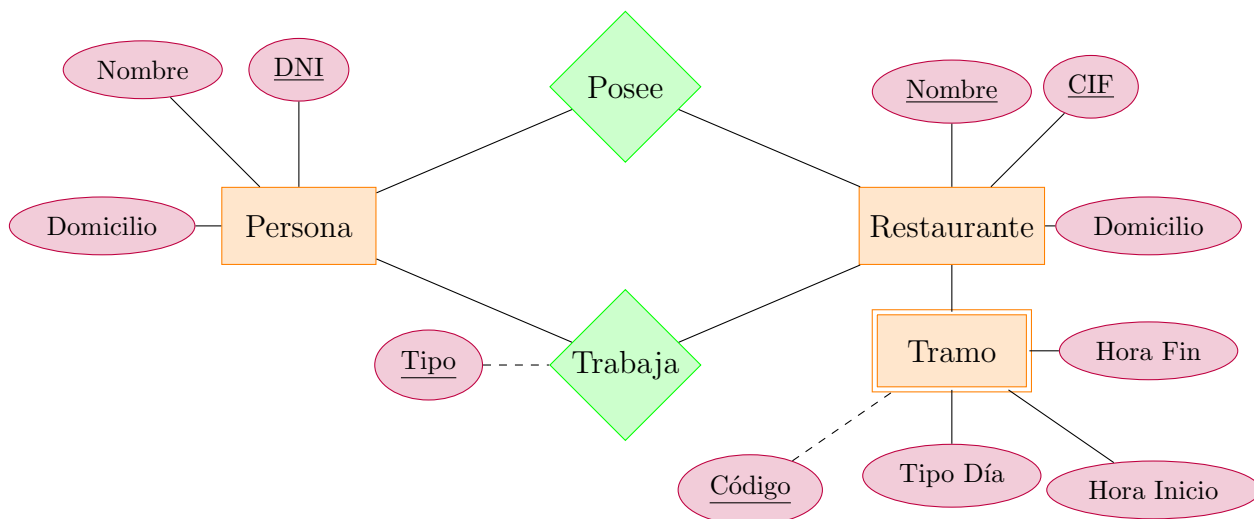 Nombre
DNI
Posee
Nombre
CIF
Domicilio
Persona
Restaurante
Domicilio
Tipo
Trabaja
Tramo
Hora Fin
Código
Tipo Día
Hora Inicio